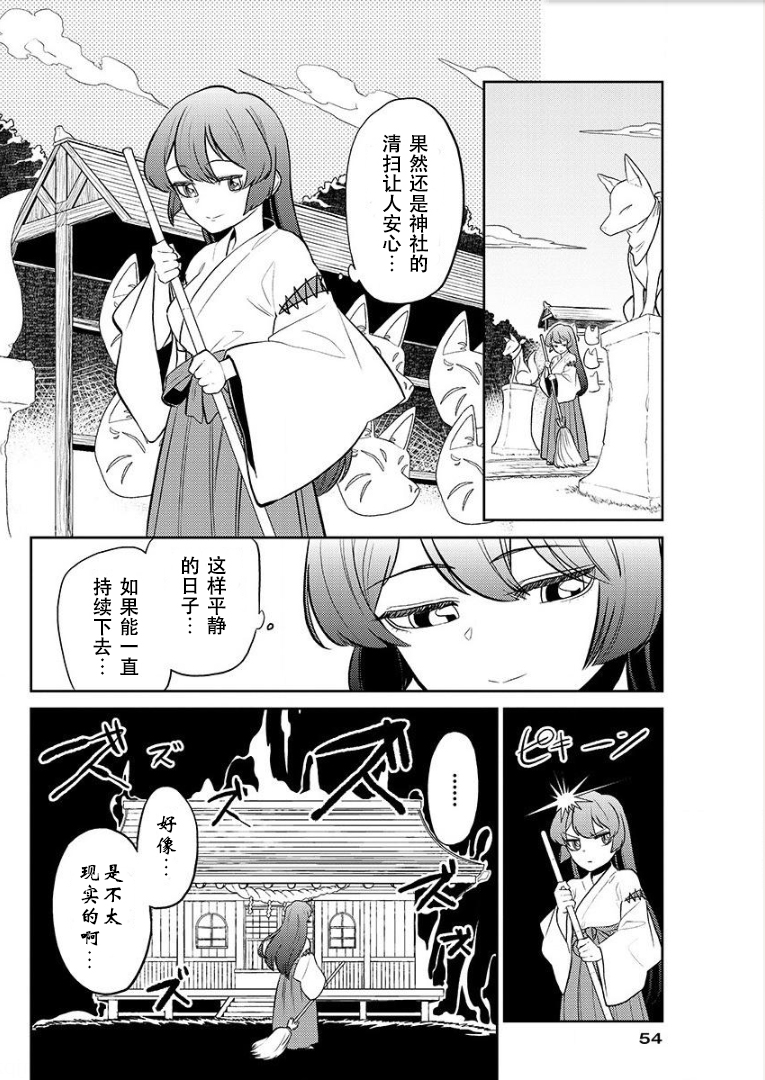 果然还是神社的
清扫让人安心…
这样平静
的日子…
如果能一直
持续下去…
ピキーン
……
ズズズ
ズズズ
好像…
是不太
现实的啊…
54